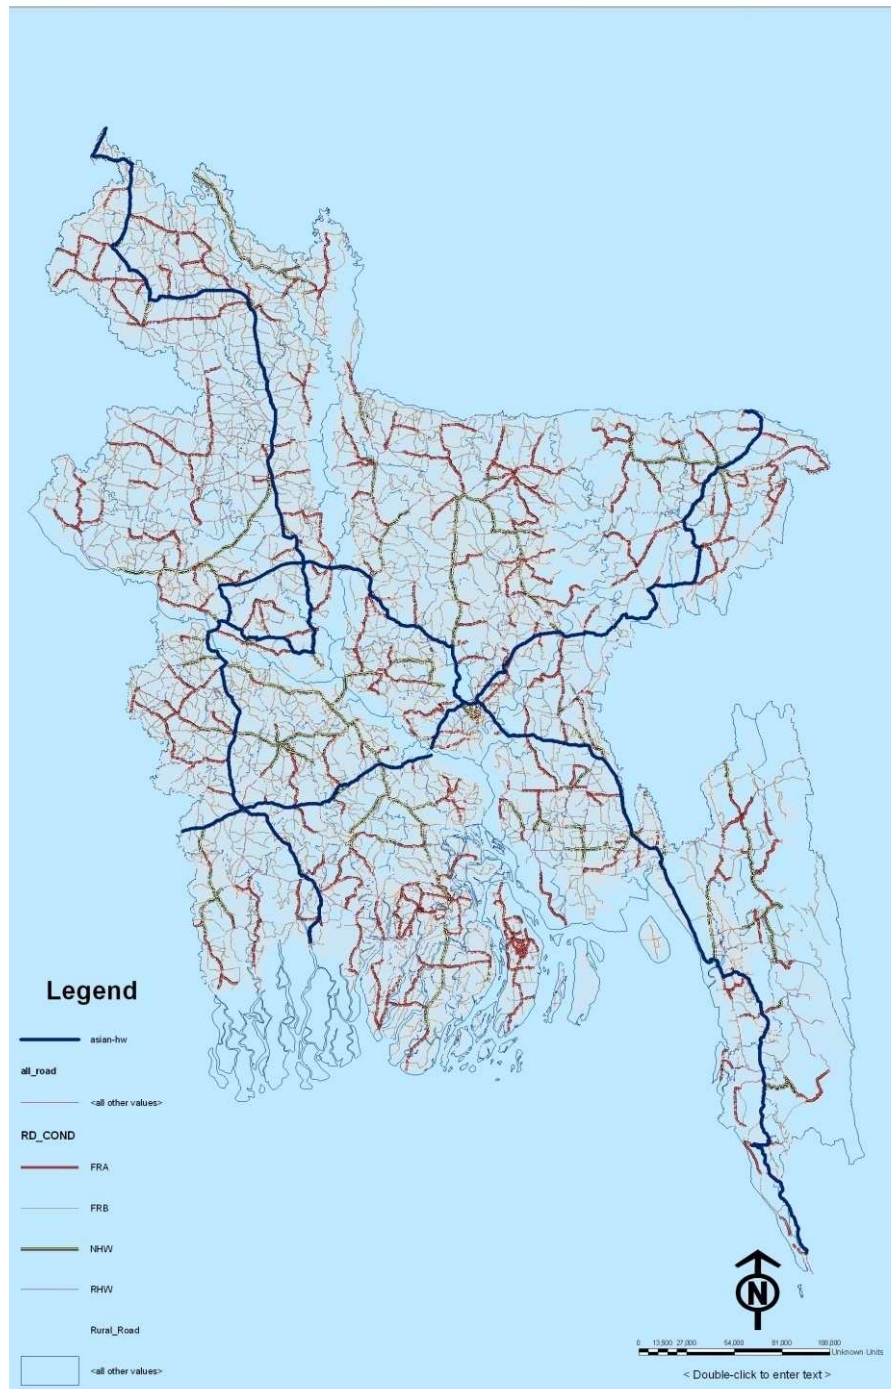 Legend
asian-hw
all_road
<all other values>
RD_COND
FRA
FRB
NHW
RHW
Rural_Road
<all other values>
N
0 13,500 27,000 54,000 81,000 108,000
Unknown Units
< Double-click to enter text >